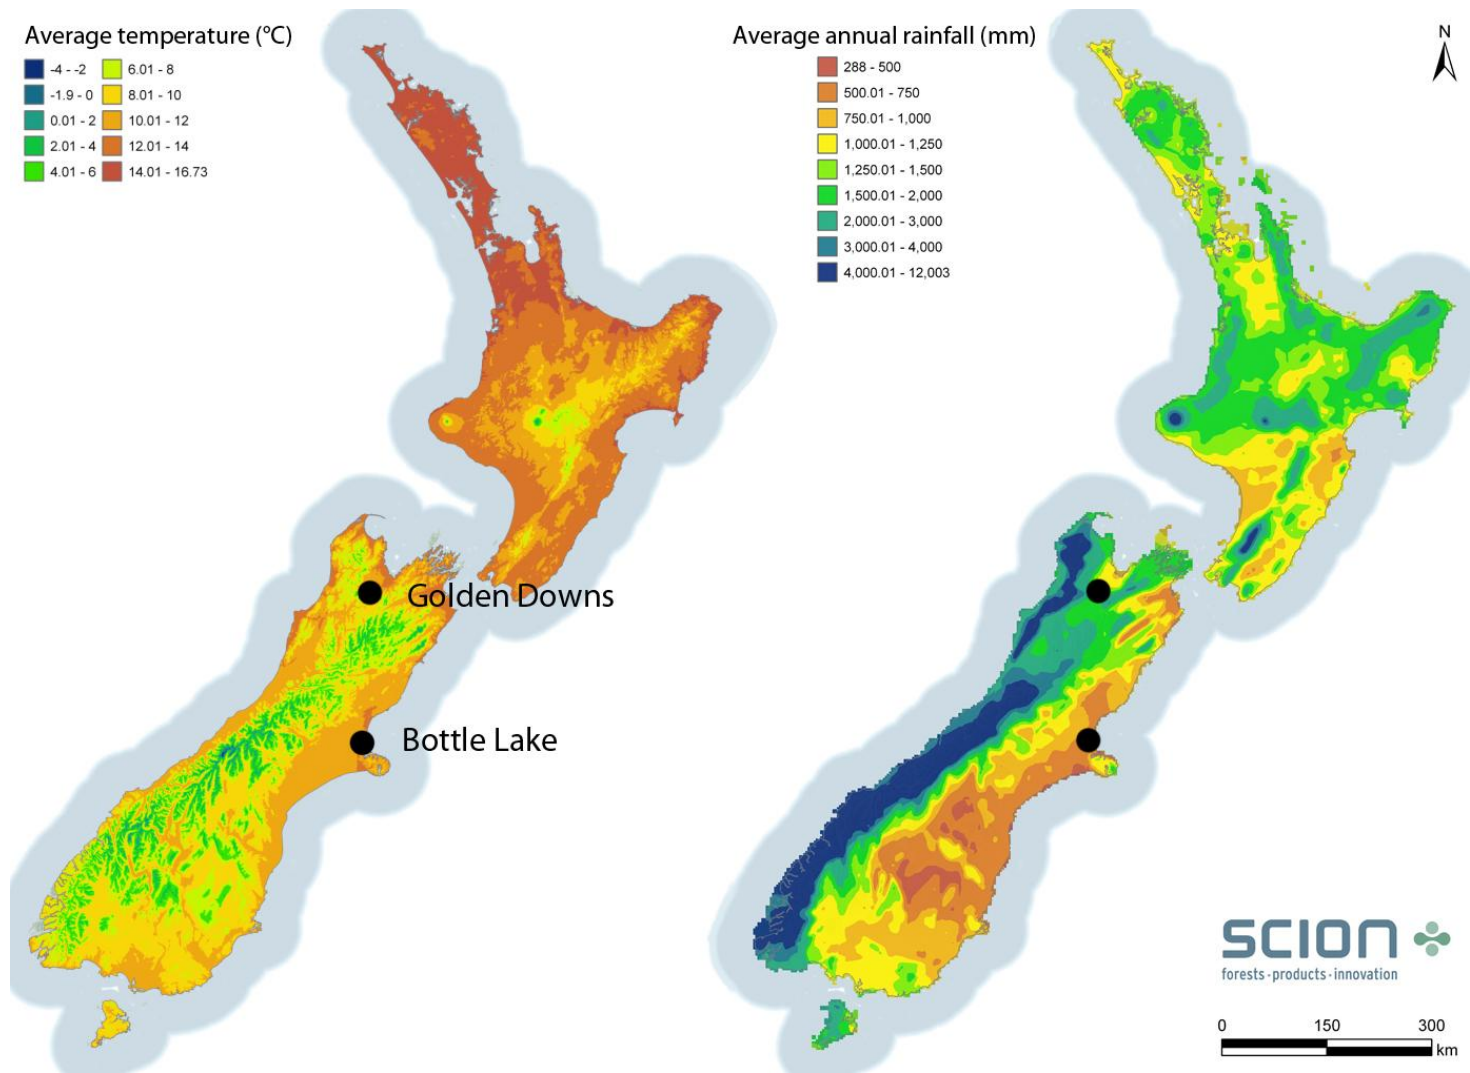 Average temperature (°C)
-4 - -2
-1.9 - 0
0.01 - 2
2.01 - 4
4.01 - 6
6.01 - 8
8.01 - 10
10.01 - 12
12.01 - 14
14.01 - 16.73
Average annual rainfall (mm)
288 - 500
500.01 - 750
750.01 - 1,000
1,000.01 - 1,250
1,250.01 - 1,500
1,500.01 - 2,000
2,000.01 - 3,000
3,000.01 - 4,000
4,000.01 - 12,003
N
Golden Downs
Bottle Lake
SCION
forests · products · innovation
0 150 300
km